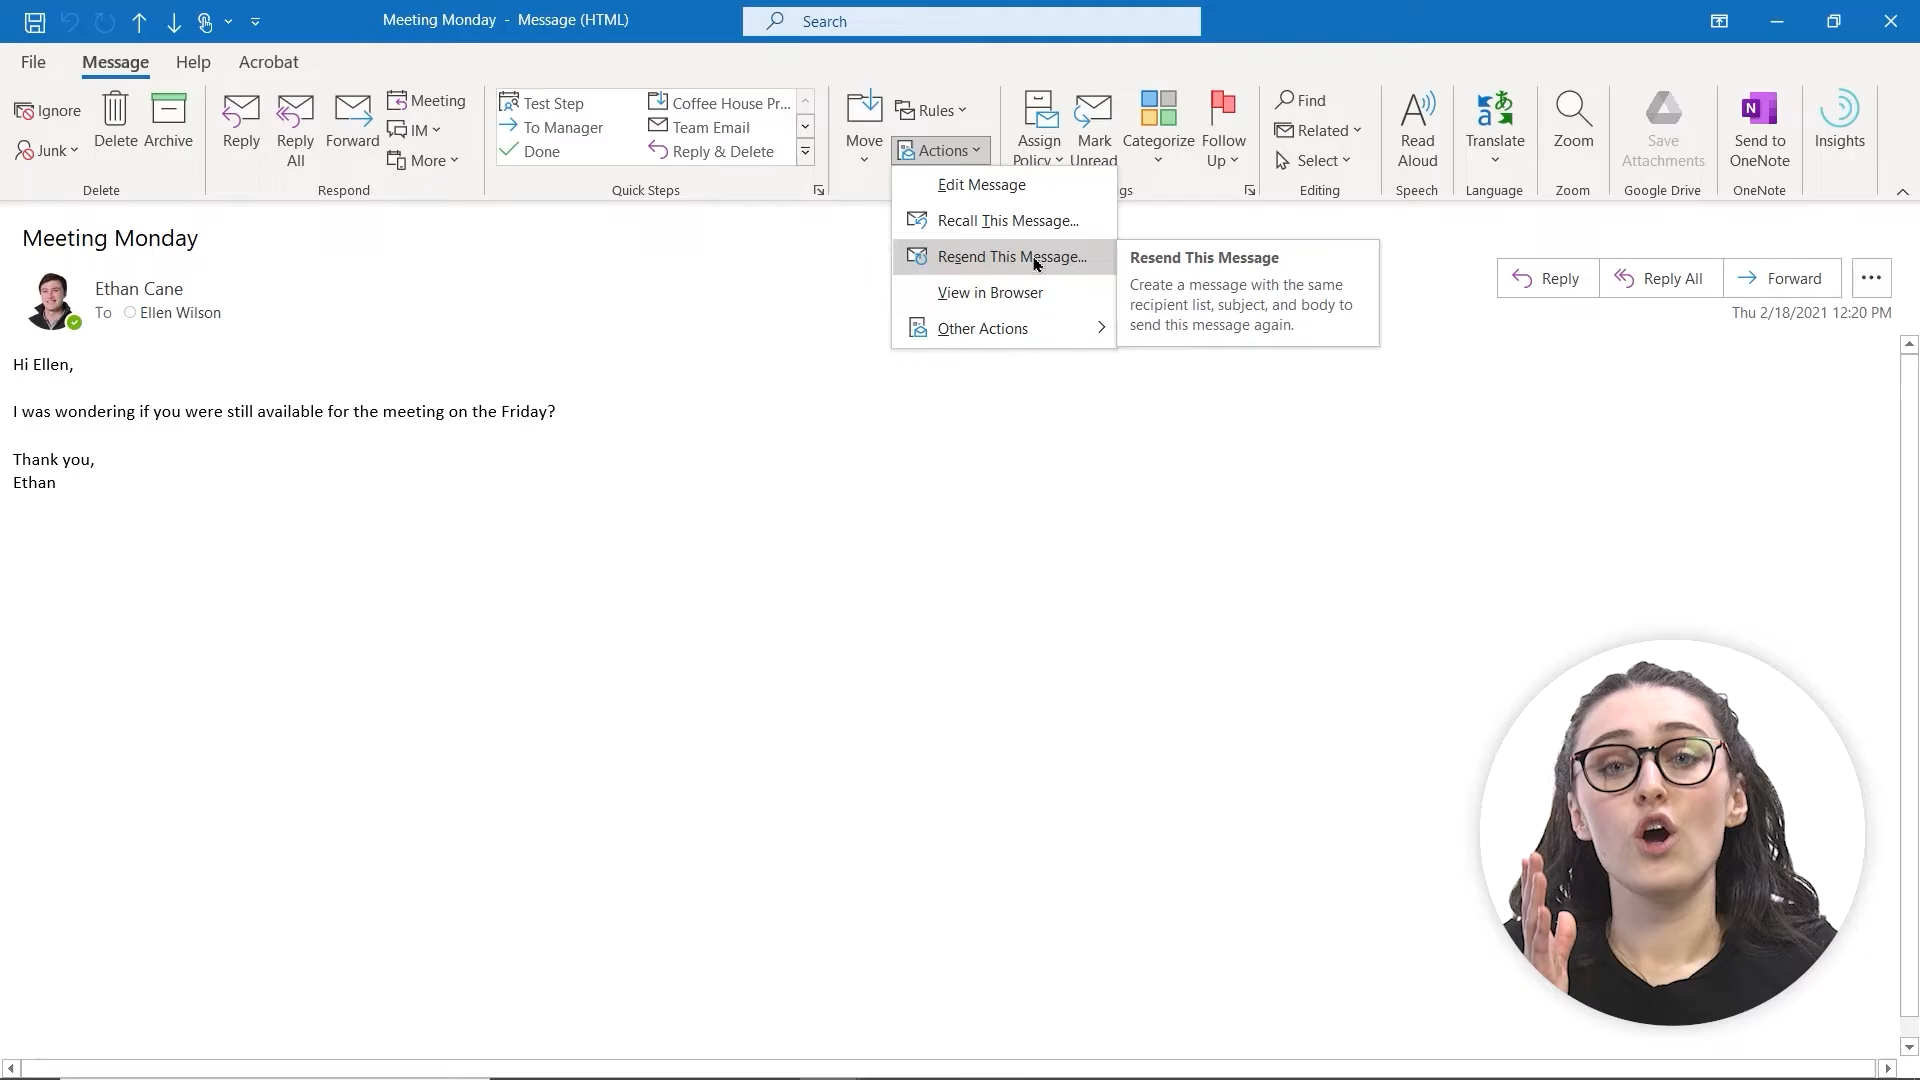 Meeting Monday - Message (HTML)
Search
File
Message
Help
Acrobat
Ignore
Junk
Delete
Archive
Delete
Reply
Reply All
Forward
Meeting
IM
More
Respond
Test Step
To Manager
Done
Coffee House Pr...
Team Email
Reply & Delete
Quick Steps
Move
Rules
Actions
Assign Policy
Mark Unread
Categorize
Follow Up
gs
Find
Related
Select
Editing
Read Aloud
Speech
Translate
Language
Zoom
Zoom
Save Attachments
Google Drive
N
Send to OneNote
OneNote
Insights
Edit Message
Recall This Message...
Resend This Message...
View in Browser
Other Actions
Resend This Message
Create a message with the same
recipient list, subject, and body to
send this message again.
Meeting Monday
Ethan Cane
To Ellen Wilson
Reply
Reply All
Forward
Thu 2/18/2021 12:20 PM
Hi Ellen,
I was wondering if you were still available for the meeting on the Friday?
Thank you,
Ethan